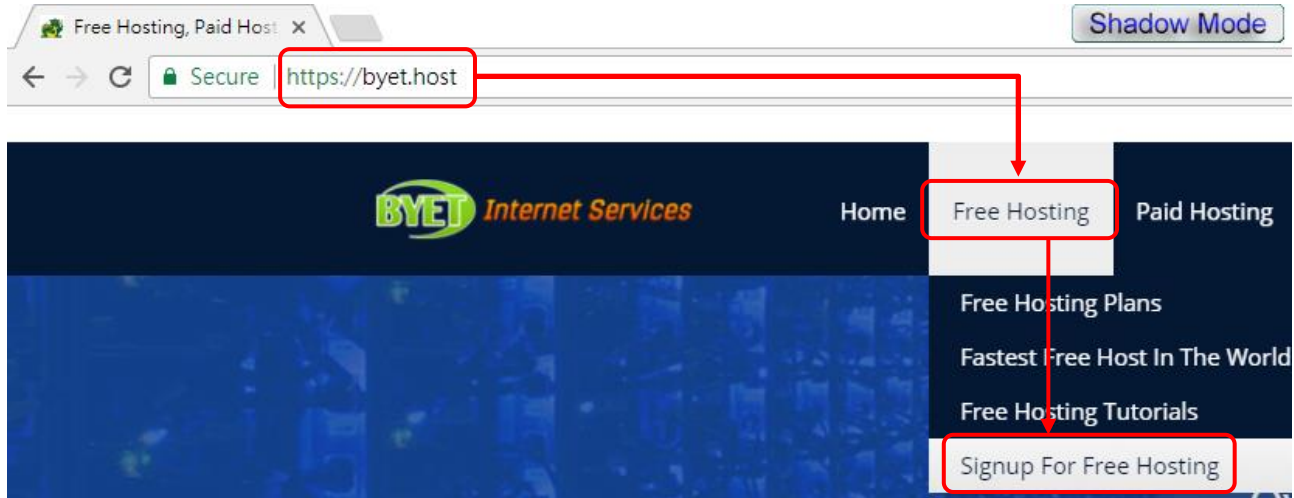 Free Hosting, Paid Host
Shadow Mode
Secure https://byet.host
BYET Internet Services
Home Free Hosting Paid Hosting
Free Hosting Plans
Fastest Free Host In The World
Free Hosting Tutorials
Signup For Free Hosting